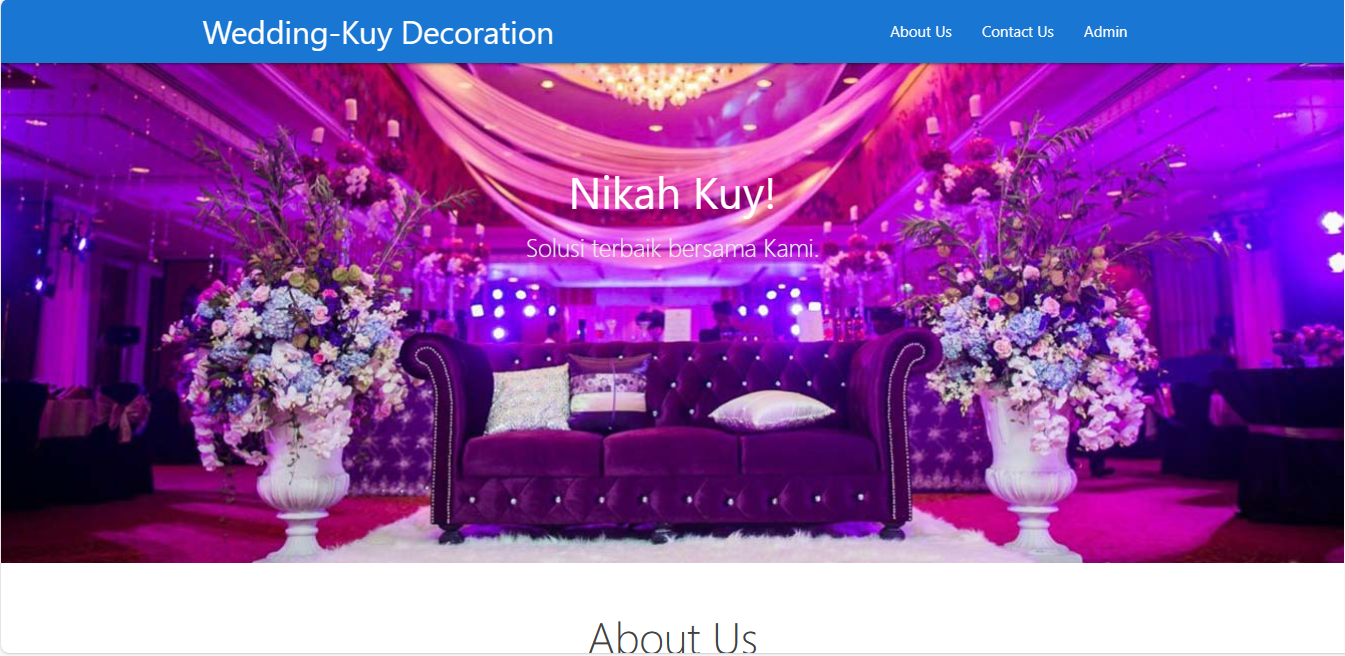 Wedding-Kuy Decoration
About Us Contact Us Admin
Nikah Kuy!
Solusi terbaik bersama Kami.
About Us